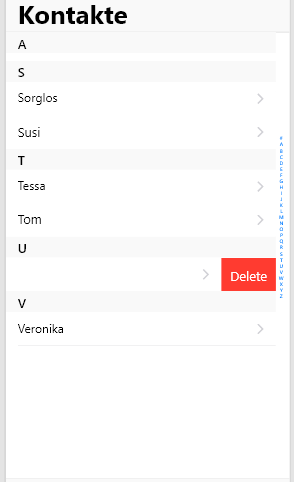 Kontakte
A
S
Sorglos
Susi
T
Tessa
Tom
U
Delete
V
Veronika
#
A
B
C
D
E
F
G
H
I
J
K
L
M
N
O
P
Q
R
S
T
U
V
W
X
Y
Z